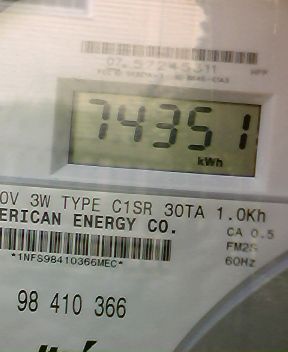 74351
kWh
0V 3W TYPE C1SR 30TA 1.0Kh
ERICAN ENERGY CO.
CA 0.5
*1NFS98410366MEC*
FM2S
60Hz
98 410 366